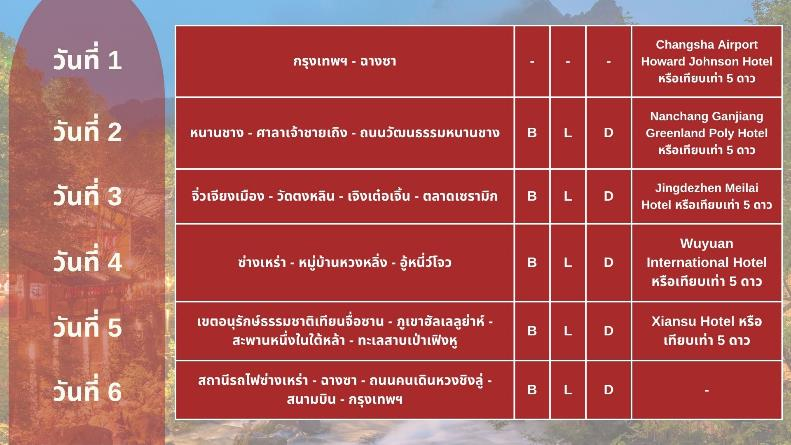 วันที่ 1
กรุงเทพฯ - ฉางซา
-
-
-
Changsha Airport
Howard Johnson Hotel
หรือเทียบเท่า 5 ดาว
วันที่ 2
หนานชาง - ศาลาเจ้าชายเถิง - ถนนวัฒนธรรมหนานชาง
B
L
D
Nanchang Ganjiang
Greenland Poly Hotel
หรือเทียบเท่า 5 ดาว
วันที่ 3
จิ่วเจียงเมือง - วัดตงหลิน - เจิงเต๋อเจิ้น - ตลาดเซรามิก
B
L
D
Jingdezhen Meilai
Hotel หรือเทียบเท่า 5 ดาว
วันที่ 4
ซ่างเหร่า - หมู่บ้านหวงหลิ่ง - อู้หนี่ว์โจว
B
L
D
Wuyuan
International Hotel
หรือเทียบเท่า 5 ดาว
วันที่ 5
เขตอนุรักษ์ธรรมชาติเทียนจื่อซาน - ภูเขาฮัลเลลูย่าห์ -
สะพานหนึ่งในใต้หล้า - ทะเลสาบเป่าเฟิงหู
B
L
D
Xiansu Hotel หรือ
เทียบเท่า 5 ดาว
วันที่ 6
สถานีรถไฟซ่างเหร่า - ฉางซา - ถนนคนเดินหวงซิงลู่ -
สนามบิน - กรุงเทพฯ
B
L
D
-